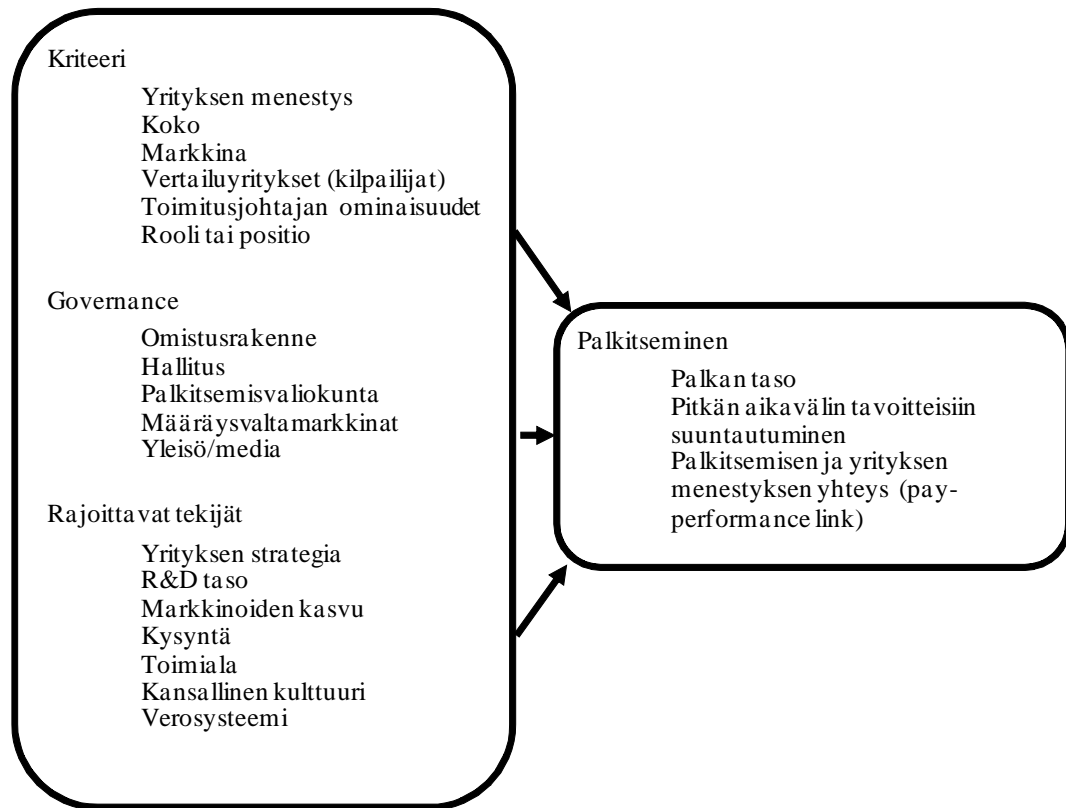 Kriteeri
Yrityksen menestys
Koko
Markkina
Vertailuyritykset (kilpailijat)
Toimitusjohtajan ominaisuudet
Rooli tai positio
Governance
Omistusrakenne
Hallitus
Palkitsemisvaliokunta
Määräysvaltamarkkinat
Yleisö/media
Rajoittavat tekijät
Yrityksen strategia
R&D taso
Markkinoiden kasvu
Kysyntä
Toimiala
Kansallinen kulttuuri
Verosysteemi
Palkitseminen
Palkan taso
Pitkän aikavälin tavoitteisiin
suuntautuminen
Palkitsemisen ja yrityksen
menestyksen yhteys (pay-
performance link)